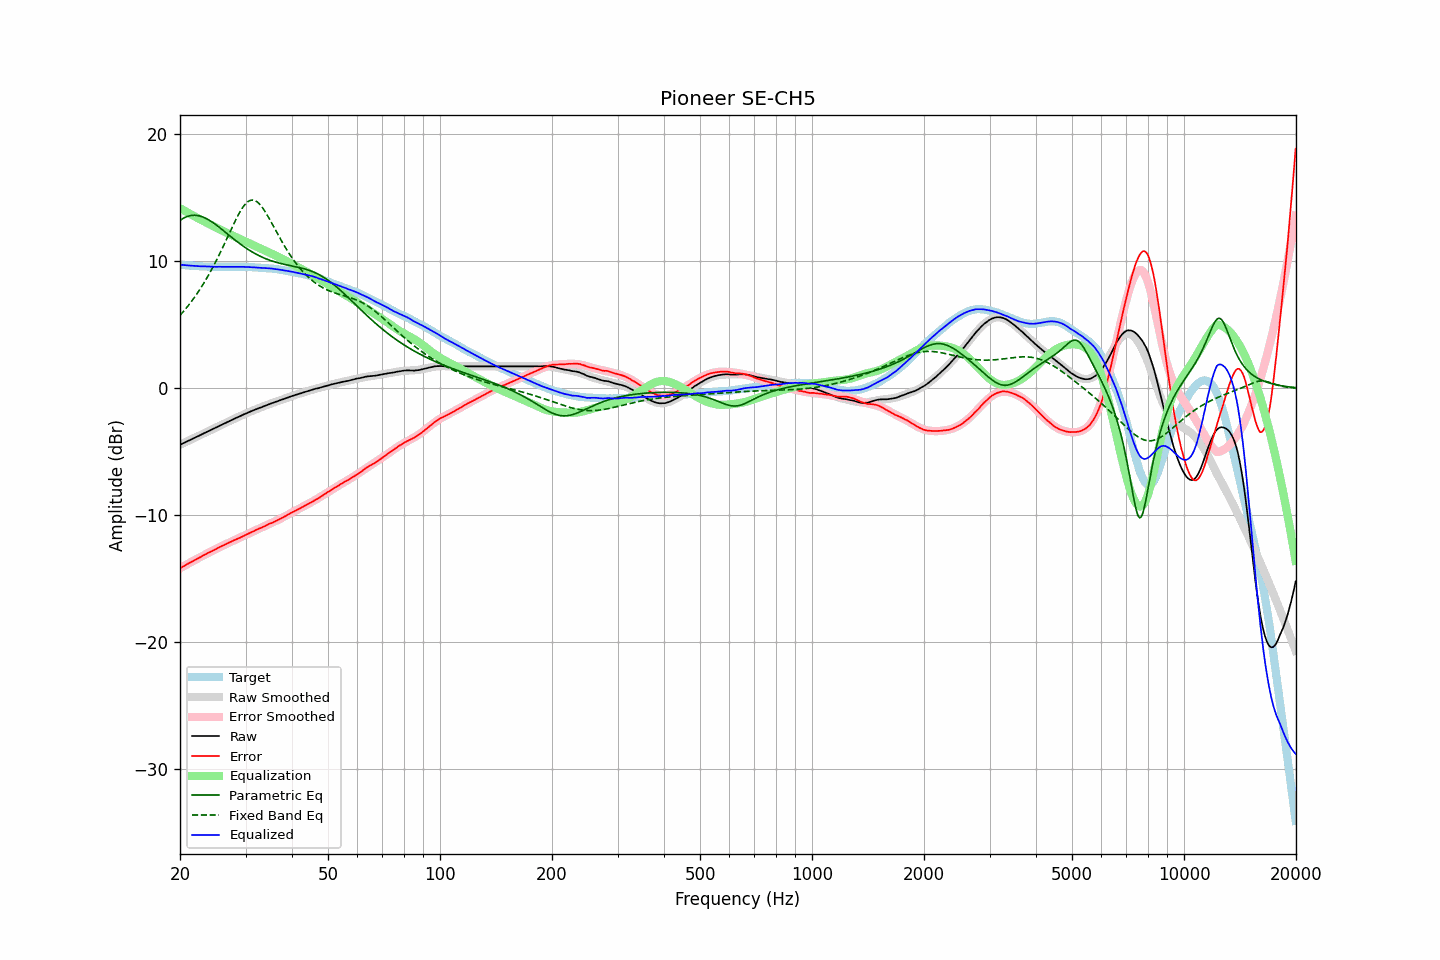 Pioneer SE-CH5
20
10
0
−10
−20
−30
Amplitude (dBr)
Target
Raw Smoothed
Error Smoothed
Raw
Error
Equalization
Parametric Eq
Fixed Band Eq
Equalized
20 50 100 200 500 1000 2000 5000 10000 20000
Frequency (Hz)